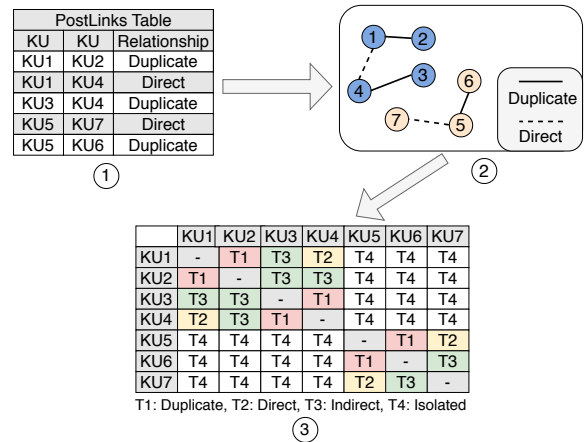 PostLinks Table
KU KU Relationship
KU1 KU2 Duplicate
KU1 KU4 Direct
KU3 KU4 Duplicate
KU5 KU7 Direct
KU5 KU6 Duplicate
1
1 2
3
4
6
7 5
Duplicate
Direct
2
KU1 KU2 KU3 KU4 KU5 KU6 KU7
KU1 - T1 T3 T2 T4 T4 T4
KU2 T1 - T3 T3 T4 T4 T4
KU3 T3 T3 - T1 T4 T4 T4
KU4 T2 T3 T1 - T4 T4 T4
KU5 T4 T4 T4 T4 - T1 T2
KU6 T4 T4 T4 T4 T1 - T3
KU7 T4 T4 T4 T4 T2 T3 -
T1: Duplicate, T2: Direct, T3: Indirect, T4: Isolated
3